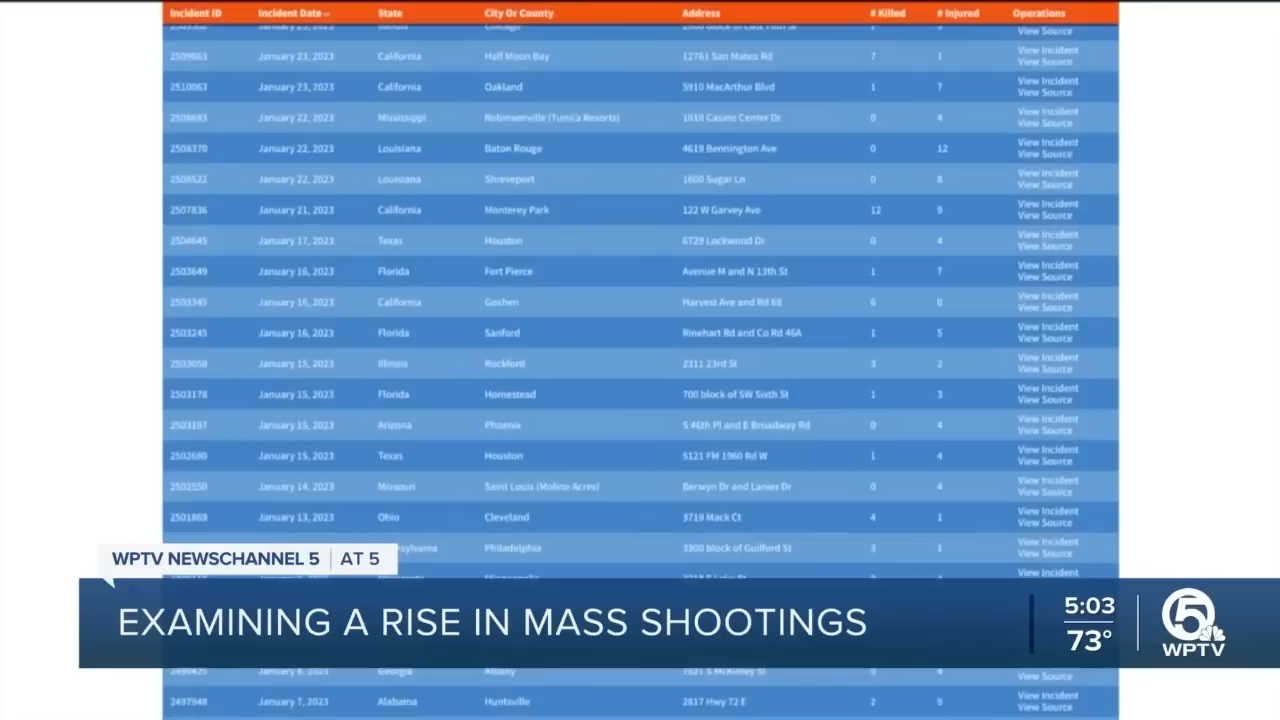 Incident ID Incident Date State City Or County Address # Killed # Injured Operations
View Source
2509663 January 23, 2023 California Half Moon Bay 12761 San Mateo Rd 7 1 View Incident View Source
2510063 January 23, 2023 California Oakland 5910 MacArthur Blvd 1 7 View Incident View Source
2508683 January 22, 2023 Mississippi Robinsonville (Tunica Resorts) Casino Center Dr 0 4 View Incident View Source
2508370 January 22, 2023 Louisiana Baton Rouge 4619 Bennington Ave 0 12 View Incident View Source
2508522 January 22, 2023 Louisiana Shreveport 1600 Sugar Ln 0 8 View Incident View Source
2507836 January 21, 2023 California Monterey Park 122 W Garvey Ave 12 9 View Incident View Source
2504645 January 17, 2023 Texas Houston 6729 Lockwood Dr 0 4 View Incident View Source
2503649 January 16, 2023 Florida Fort Pierce Avenue M and N 13th St 1 7 View Incident View Source
2503345 January 16, 2023 California Goshen Harvest Ave and Rd 68 6 0 View Incident View Source
2503245 January 16, 2023 Florida Sanford Rinehart Rd and Co Rd 46A 1 5 View Incident View Source
2503058 January 15, 2023 Illinois Rockford 2311 23rd St 3 2 View Incident View Source
2503178 January 15, 2023 Florida Homestead 700 block of SW Sixth St 1 3 View Incident View Source
2503197 January 15, 2023 Arizona Phoenix S 46th Pl and E Broadway Rd 0 4 View Incident View Source
2502680 January 15, 2023 Texas Houston 5121 FM 1960 Rd W 1 4 View Incident View Source
2502550 January 14, 2023 Missouri Saint Louis (Moline Acres) Berwyn Dr and Lanier Dr 0 4 View Incident View Source
2501869 January 13, 2023 Ohio Cleveland 3719 Mack Ct 4 1 View Incident View Source
sylvania Philadelphia 3300 block of Guilford St 3 1 View Incident View Source
View Incident
WPTV NEWSCHANNEL 5 | AT 5
EXAMINING A RISE IN MASS SHOOTINGS
5:03
73°
5
WPTV
Georgia Albany 0 4 View Source
2497948 January 7, 2023 Alabama Huntsville 2817 Hwy 72 E 2 9 View Incident View Source